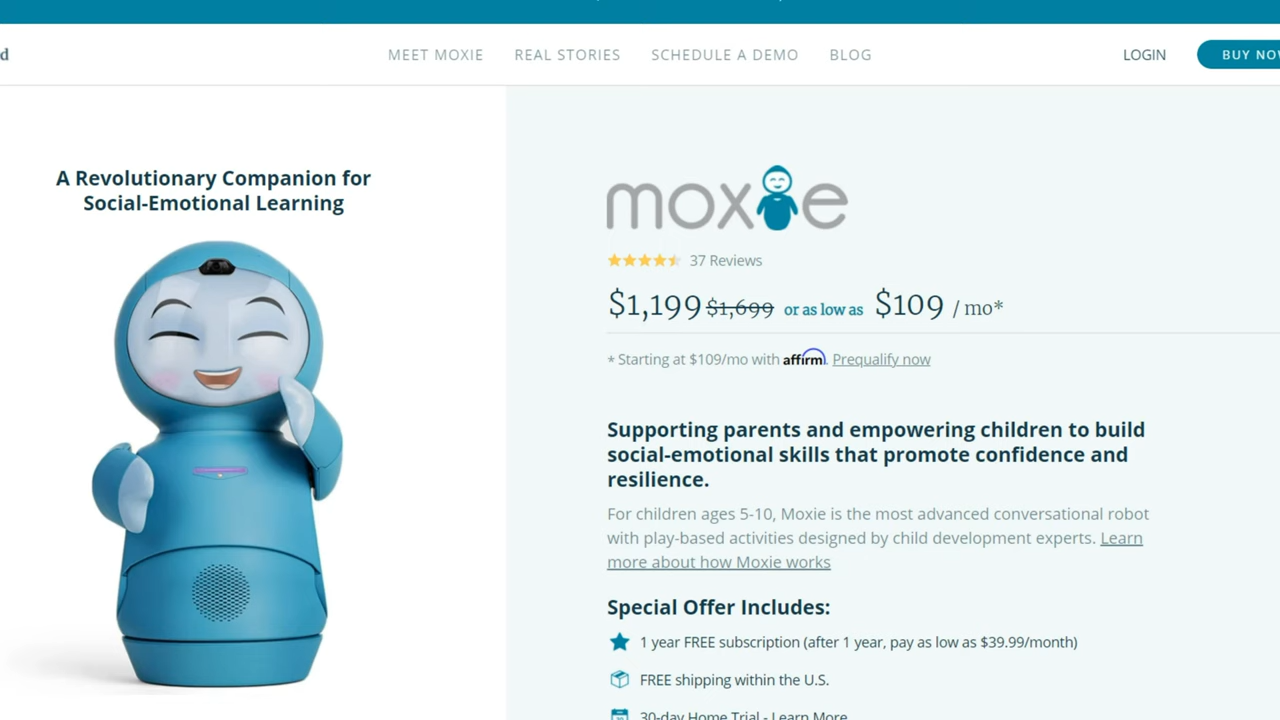 d
MEET MOXIE
REAL STORIES
SCHEDULE A DEMO
BLOG
LOGIN
BUY NO
A Revolutionary Companion for
Social-Emotional Learning
moxie
37 Reviews
$1,199 $1,699 or as low as $109 / mo*
* Starting at $109/mo with affirm. Prequalify now
Supporting parents and empowering children to build
social-emotional skills that promote confidence and
resilience.
For children ages 5-10, Moxie is the most advanced conversational robot
with play-based activities designed by child development experts. Learn
more about how Moxie works
Special Offer Includes:
1 year FREE subscription (after 1 year, pay as low as $39.99/month)
FREE shipping within the U.S.
30-day Home Trial - Learn More